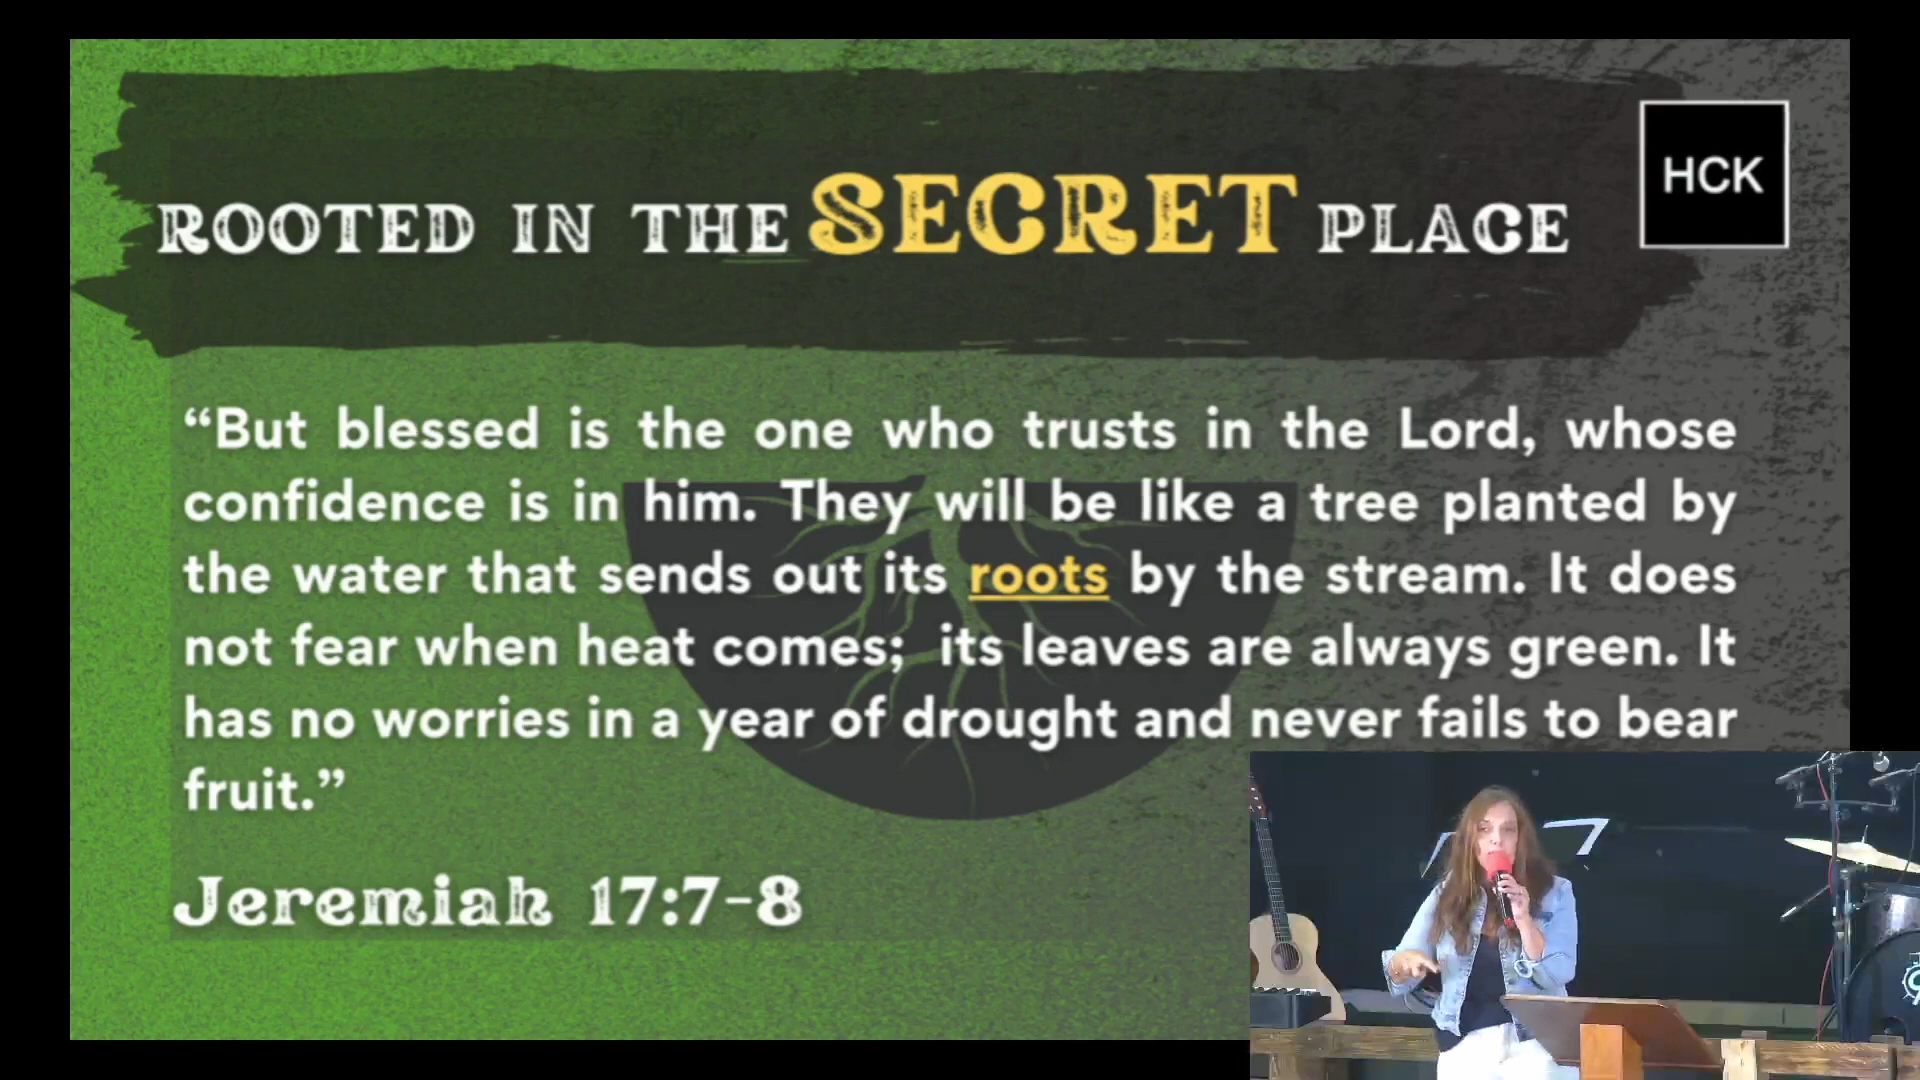 ROOTED IN THE SECRET PLACE
HCK
“But blessed is the one who trusts in the Lord, whose
confidence is in him. They will be like a tree planted by
the water that sends out its roots by the stream. It does
not fear when heat comes; its leaves are always green. It
has no worries in a year of drought and never fails to bear
fruit.”
Jeremiah 17:7-8